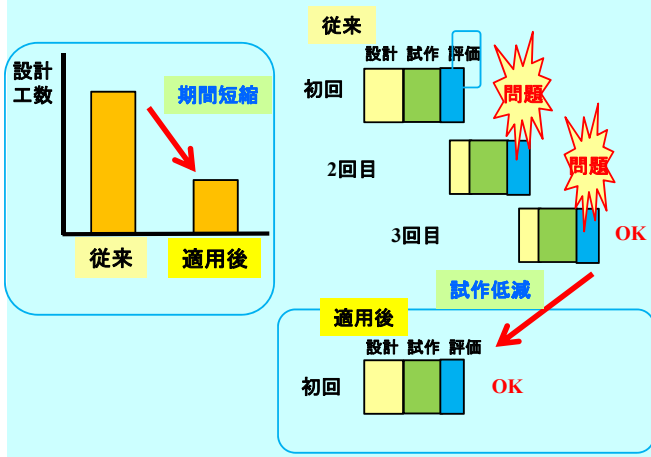 設計
工数
期間短縮
従来
適用後
従来
設計 試作 評価
初回
問題
2回目
問題
3回目
OK
試作低減
適用後
設計 試作 評価
初回
OK